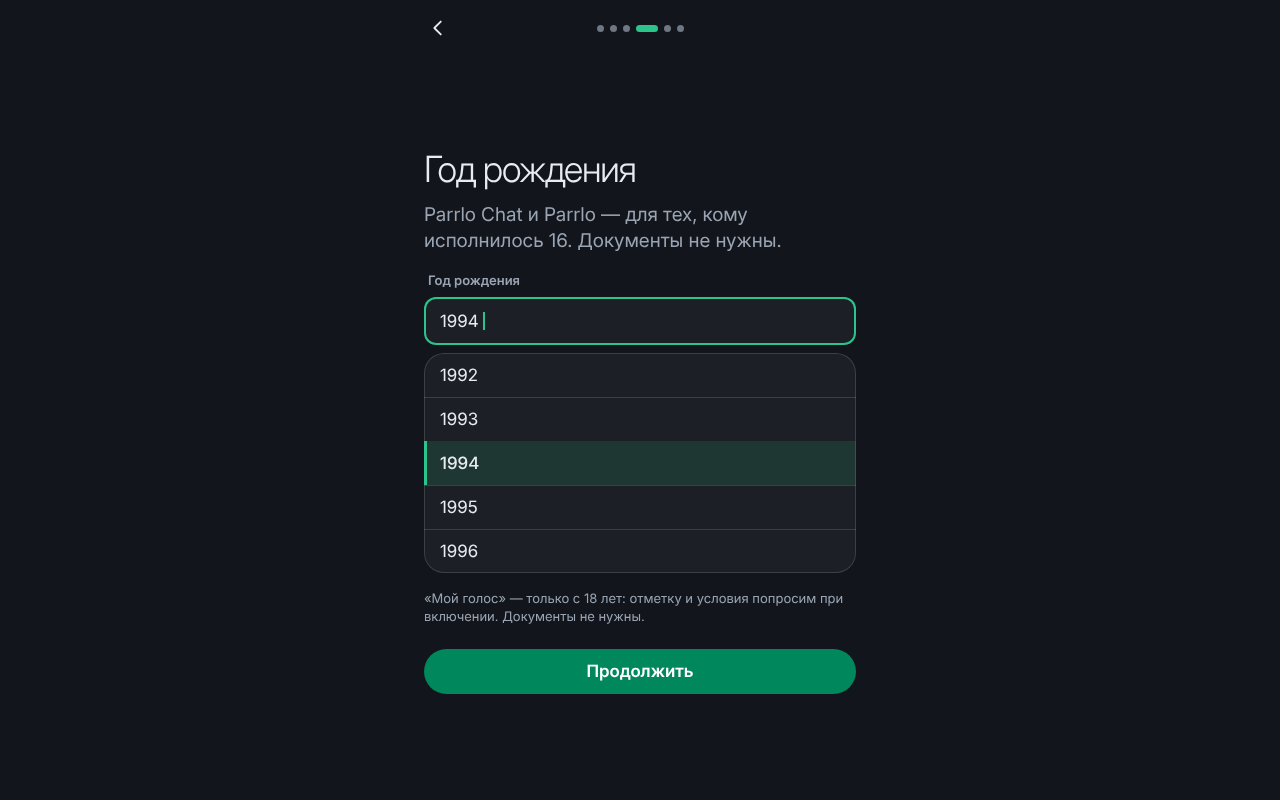 Год рождения
Parrlo Chat и Parrlo — для тех, кому
исполнилось 16. Документы не нужны.
Год рождения
1994
1992
1993
1994
1995
1996
«Мой голос» — только с 18 лет: отметку и условия попросим при
включении. Документы не нужны.
Продолжить